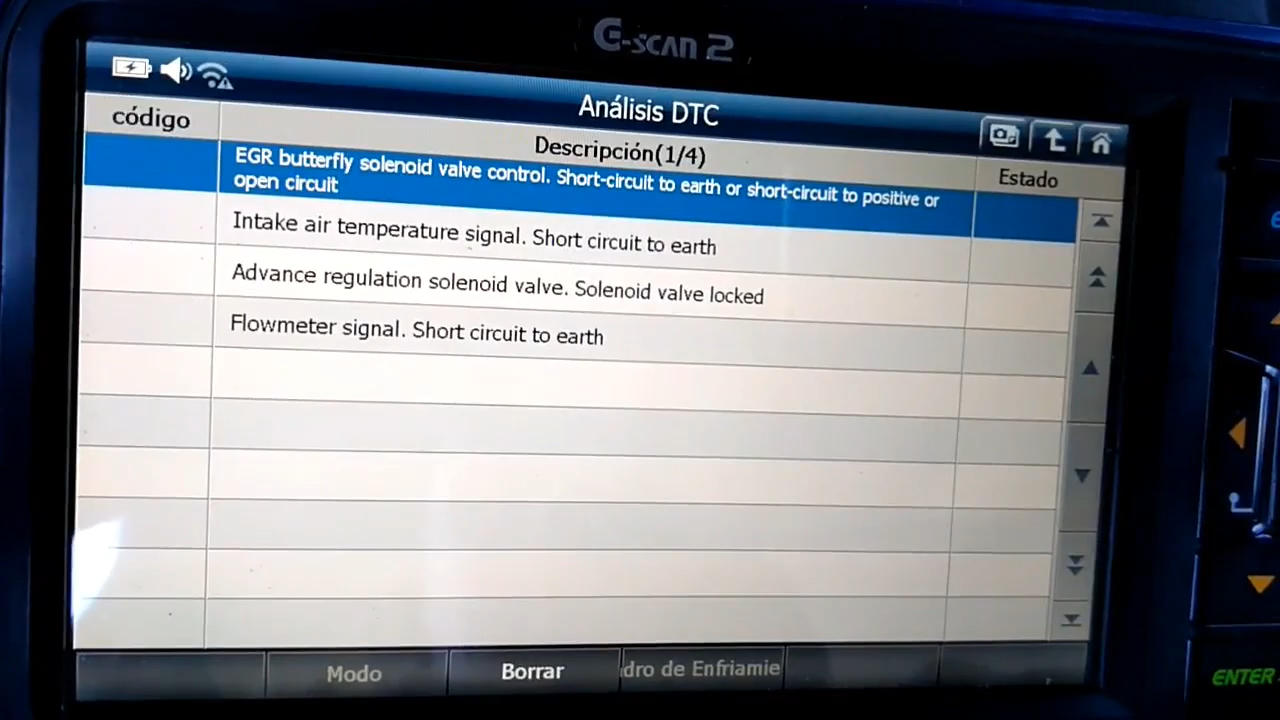 G-SCAN 2
Análisis DTC
código
Descripción(1/4)
Estado
EGR butterfly solenoid valve control. Short-circuit to earth or short-circuit to positive or
open circuit
Intake air temperature signal. Short circuit to earth
Advance regulation solenoid valve. Solenoid valve locked
Flowmeter signal. Short circuit to earth
Modo
Borrar
dro de Enfriamie
ENTER